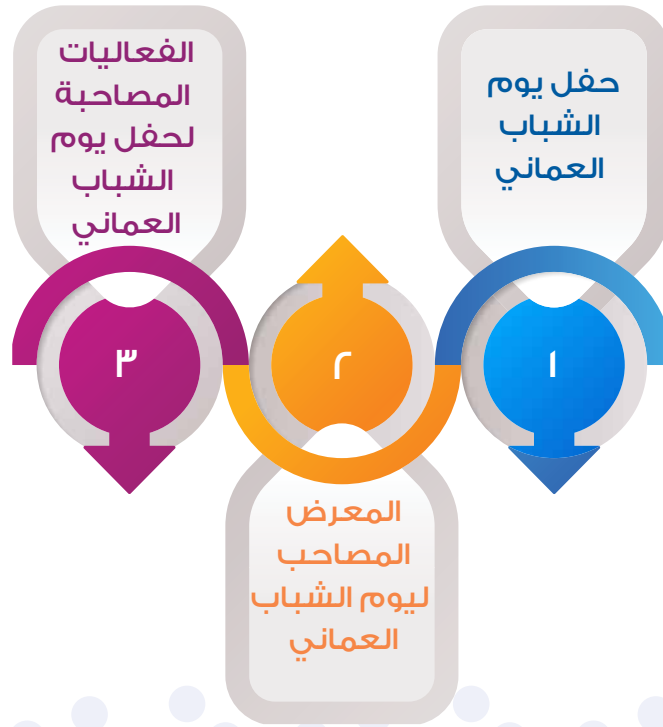 حفل يوم
الشباب
العماني
١
المعرض
المصاحب
ليوم الشباب
العماني
٢
الفعاليات
المصاحبة
لحفل يوم
الشباب
العماني
٣